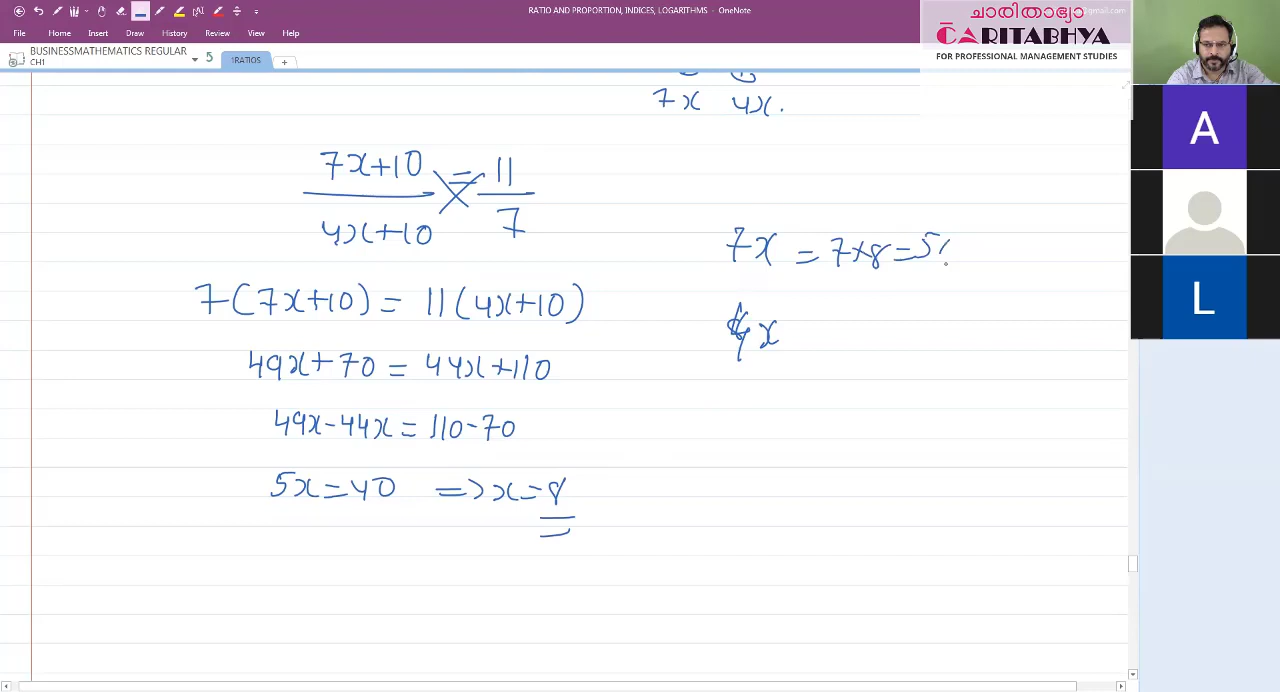 RATIO AND PROPORTION, INDICES, LOGARITHMS - OneNote
File Home Insert Draw History Review View Help
BUSINESSMATHEMATICS REGULAR
CH1
5
1RATIOS
ചാരിതാഭ്യാ
CARITABHYA
FOR PROFESSIONAL MANAGEMENT STUDIES
7x 4x.
7x+10 = 11
4x+10 7
7(7x+10) = 11(4x+10)
49x+70 = 44x+110
49x-44x = 110-70
5x=40 => x=8
7x = 7×8=5
4x
A
L